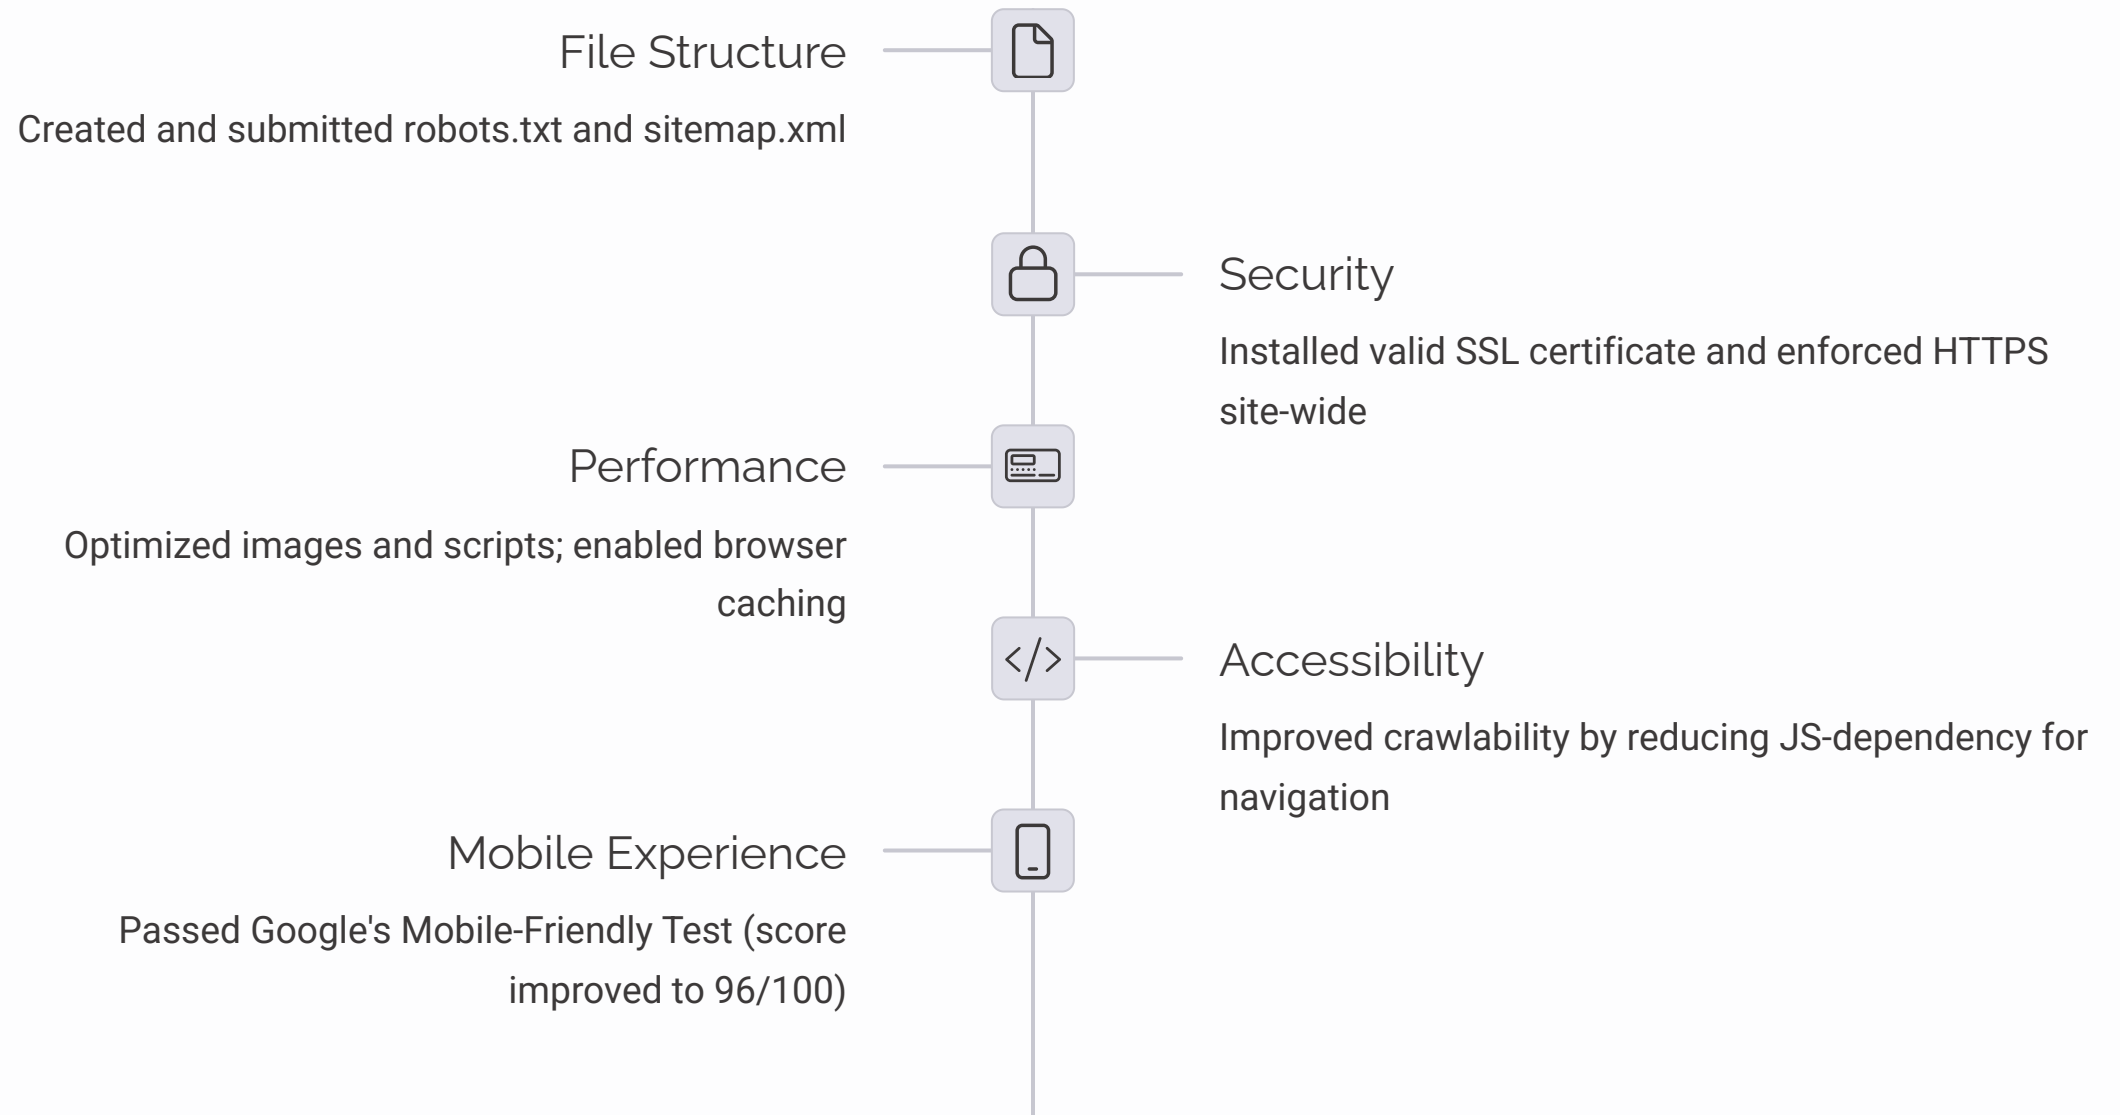 File Structure
Created and submitted robots.txt and sitemap.xml
Security
Installed valid SSL certificate and enforced HTTPS
site-wide
Performance
Optimized images and scripts; enabled browser
caching
Accessibility
Improved crawlability by reducing JS-dependency for
navigation
Mobile Experience
Passed Google's Mobile-Friendly Test (score
improved to 96/100)